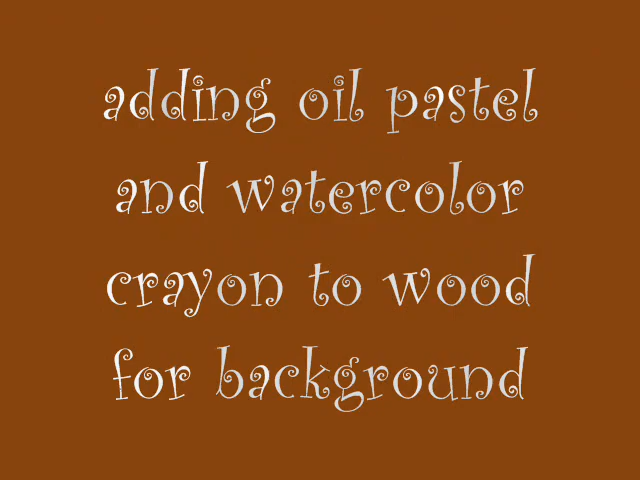 adding oil pastel
and watercolor
crayon to wood
for background